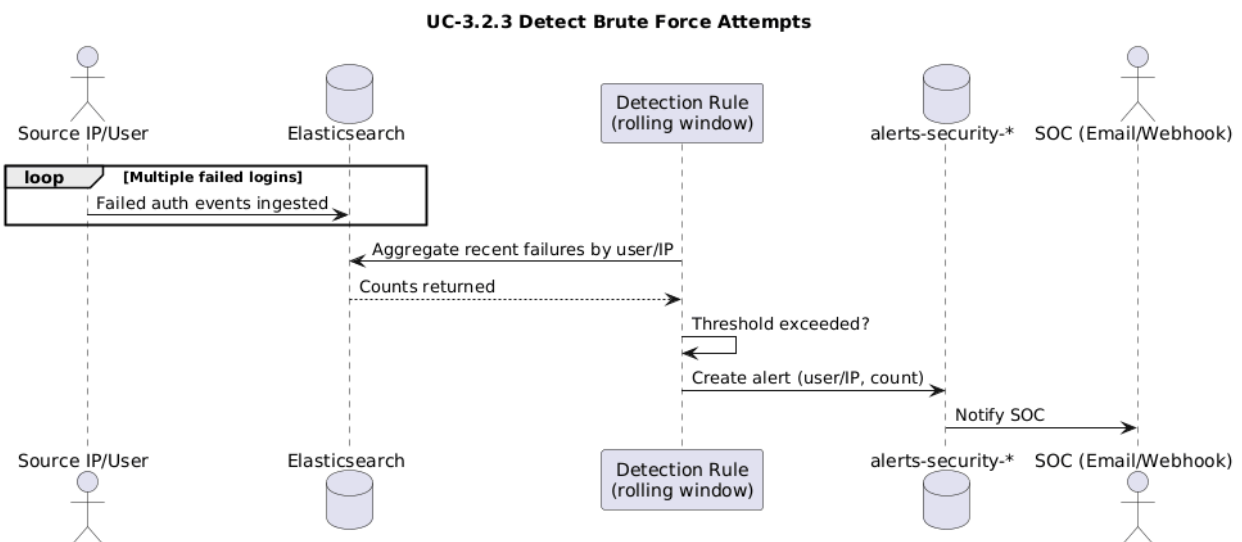 UC-3.2.3 Detect Brute Force Attempts
Source IP/User
Elasticsearch
Detection Rule
(rolling window)
alerts-security-*
SOC (Email/Webhook)
loop [Multiple failed logins]
Failed auth events ingested
Aggregate recent failures by user/IP
Counts returned
Threshold exceeded?
Create alert (user/IP, count)
Notify SOC
Source IP/User
Elasticsearch
Detection Rule
(rolling window)
alerts-security-*
SOC (Email/Webhook)